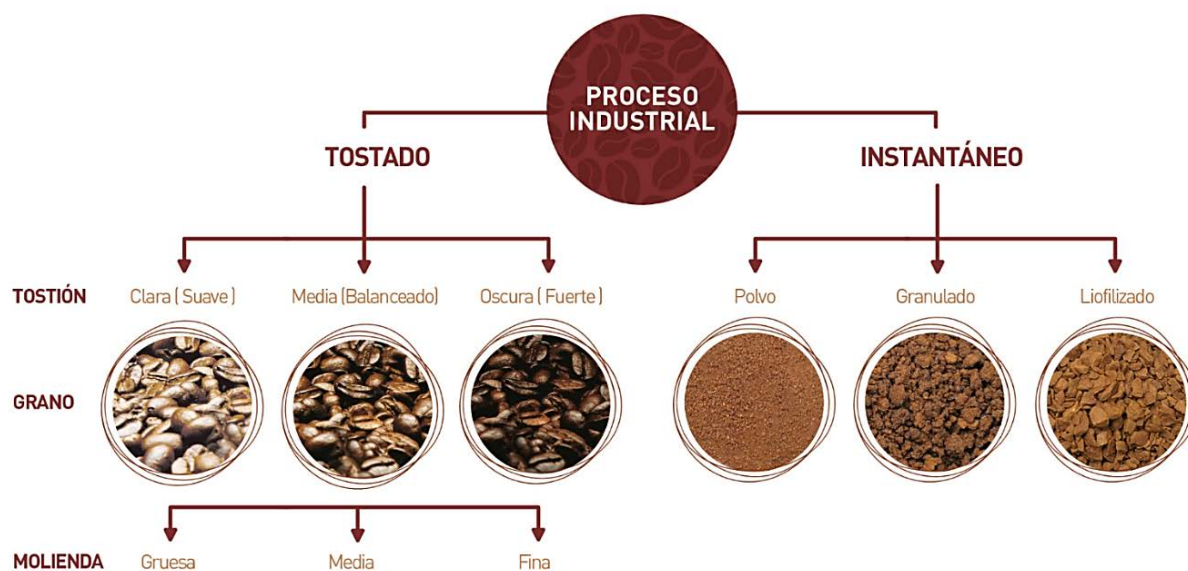 PROCESO
INDUSTRIAL
TOSTADO
INSTANTÁNEO
TOSTIÓN
Clara ( Suave )
Media (Balanceado)
Oscura ( Fuerte )
Polvo
Granulado
Liofilizado
GRANO
MOLIENDA
Gruesa
Media
Fina